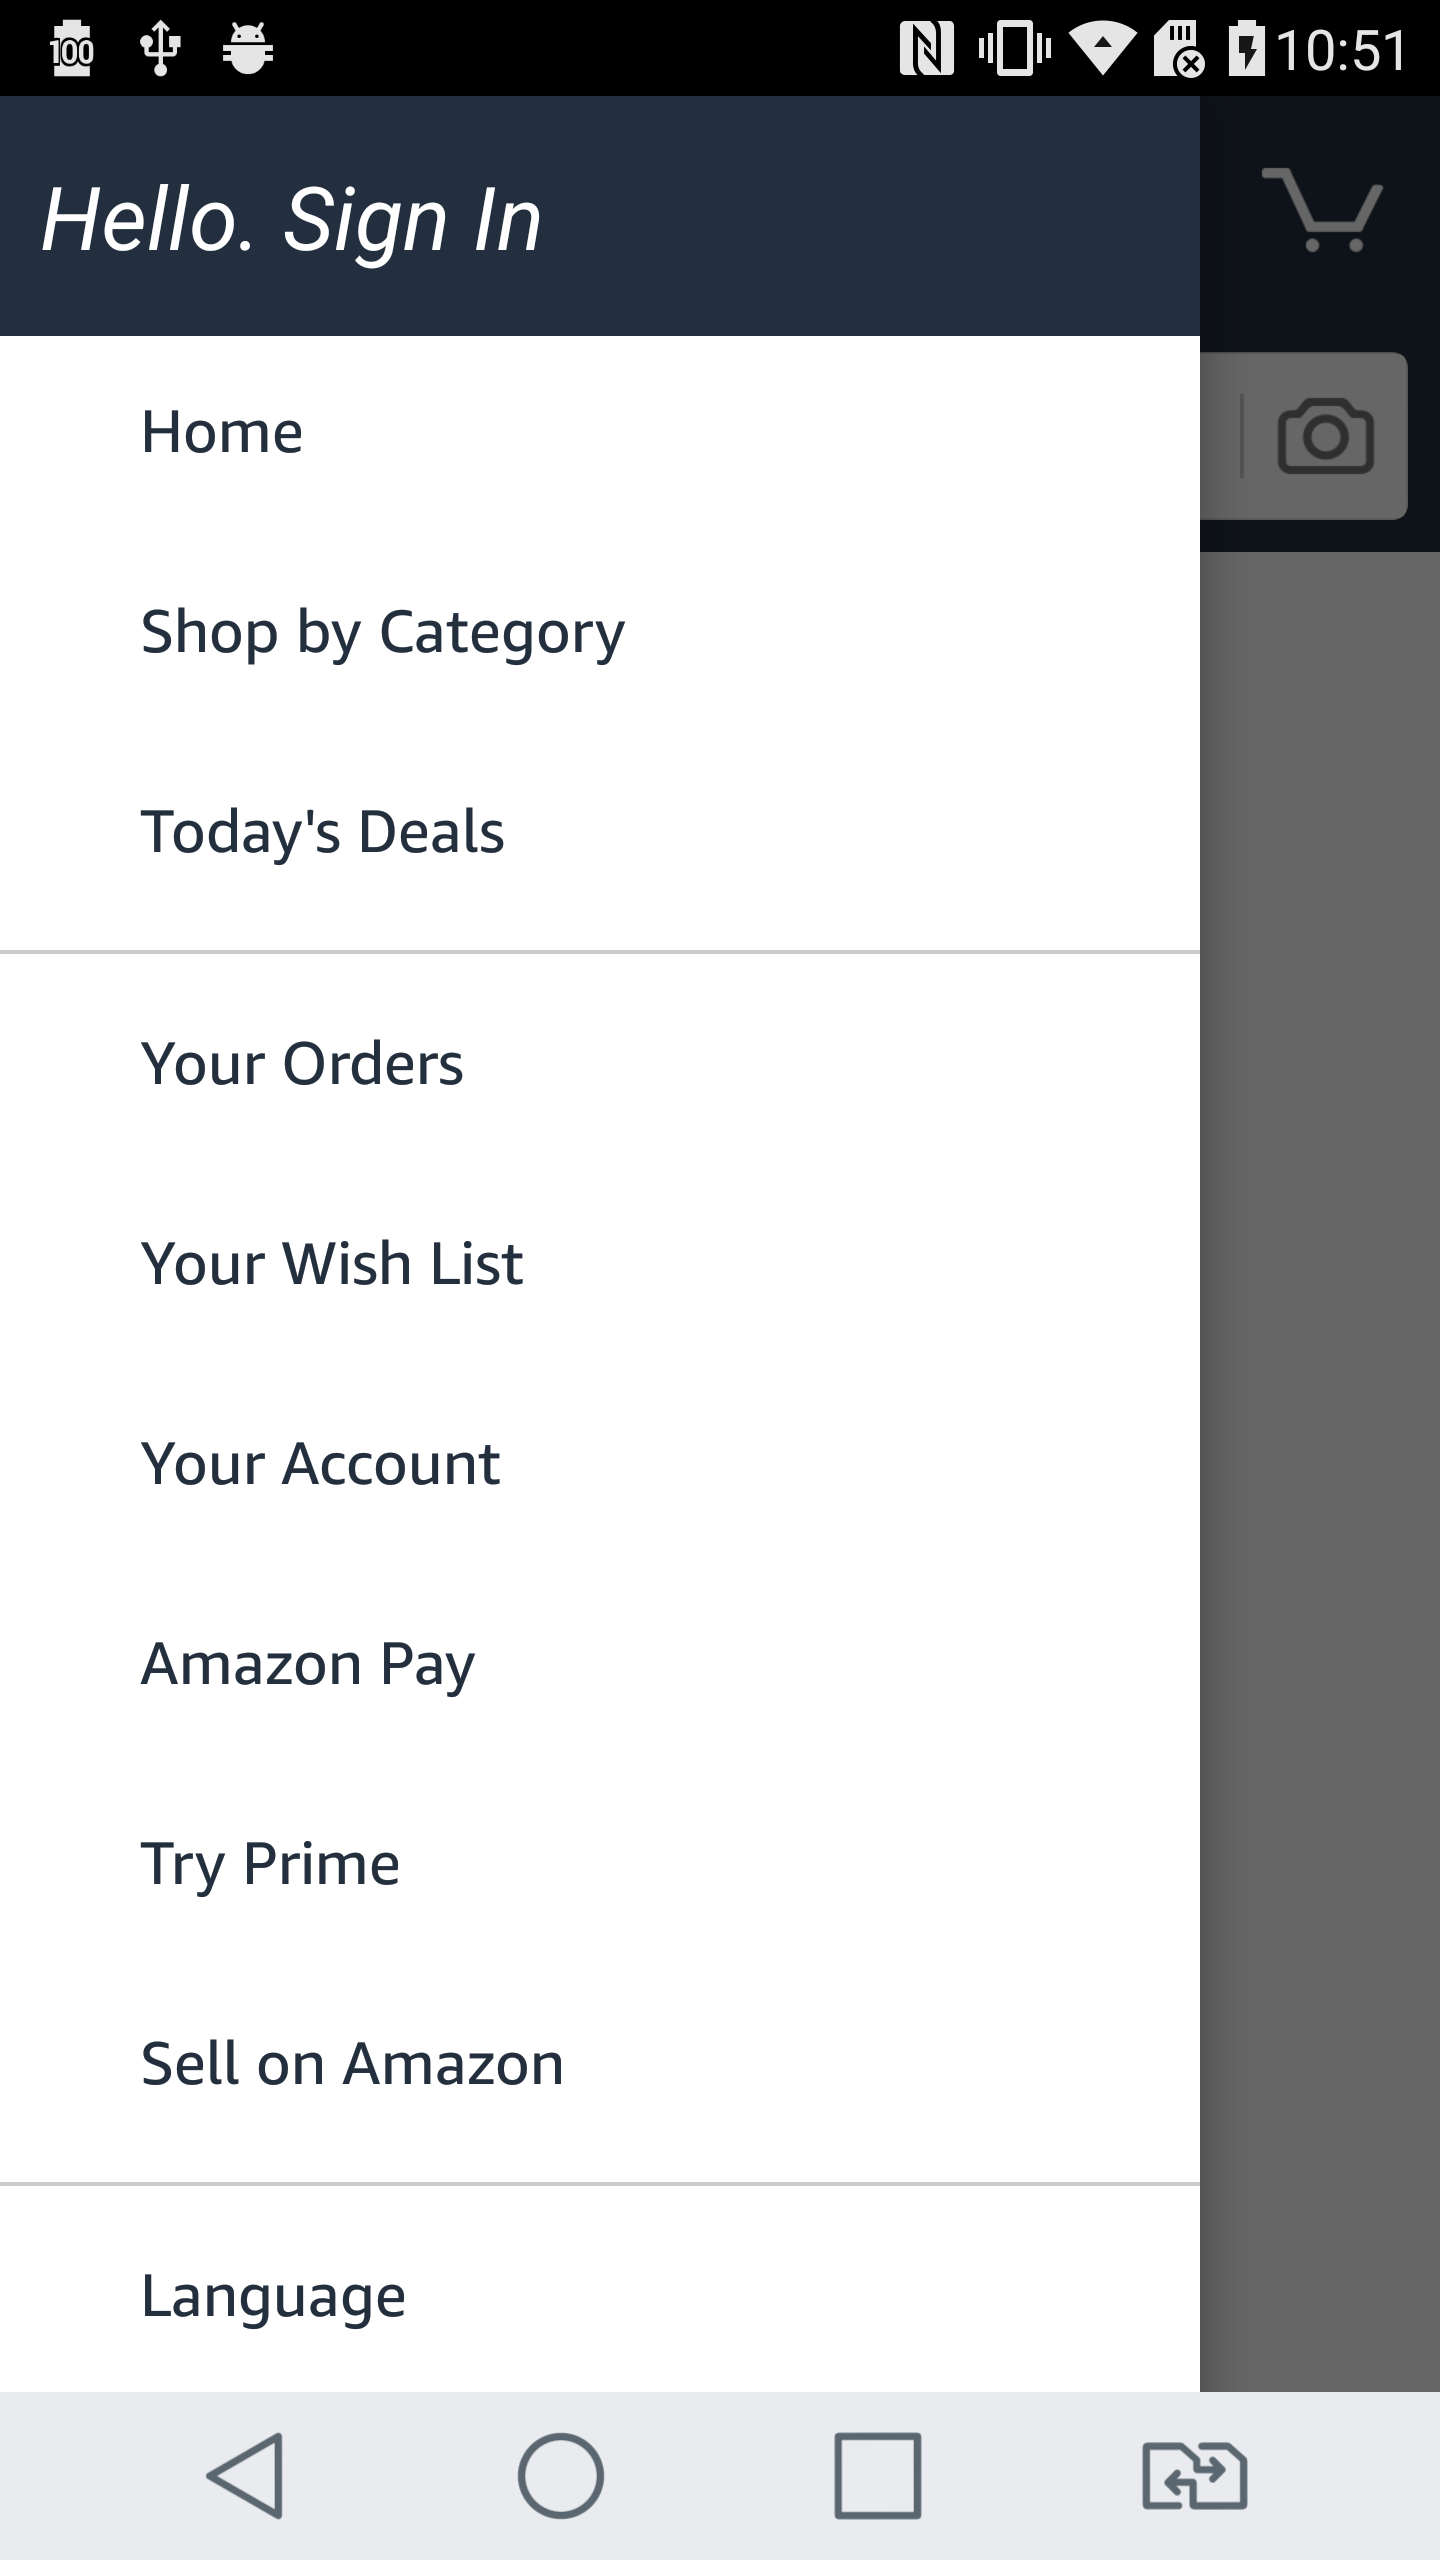 100
10:51
Hello. Sign In
Home
Shop by Category
Today's Deals
Your Orders
Your Wish List
Your Account
Amazon Pay
Try Prime
Sell on Amazon
Language